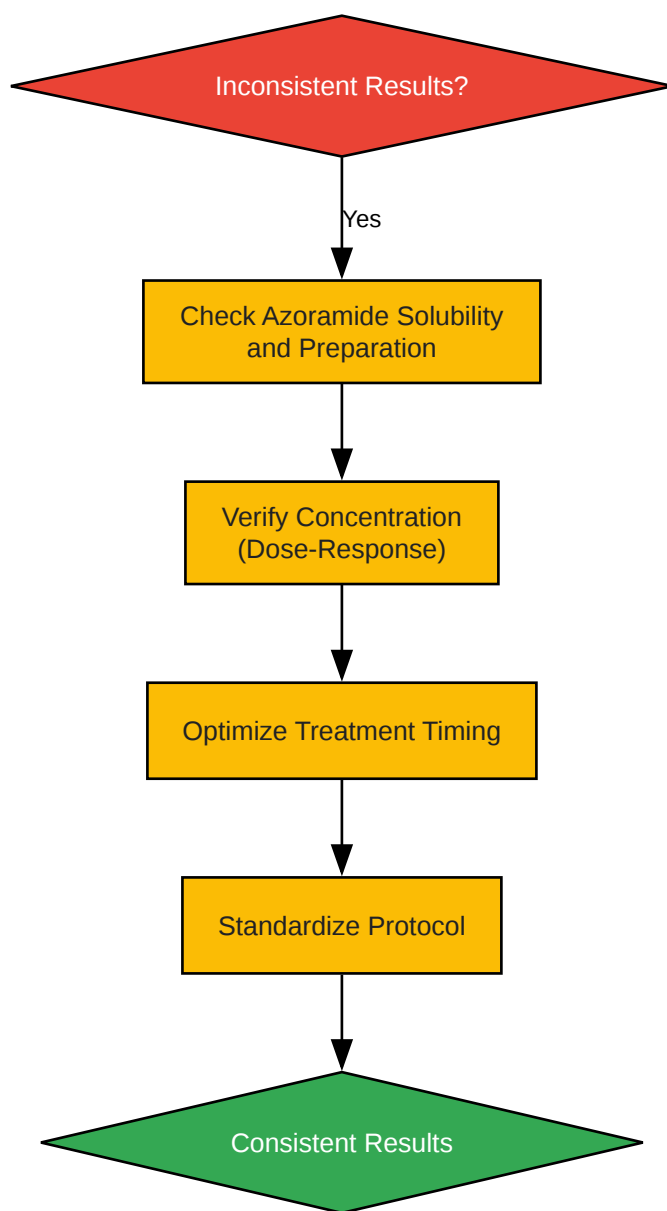 Inconsistent Results?
Yes
Check Azoramide Solubility
and Preparation
Verify Concentration
(Dose-Response)
Optimize Treatment Timing
Standardize Protocol
Consistent Results